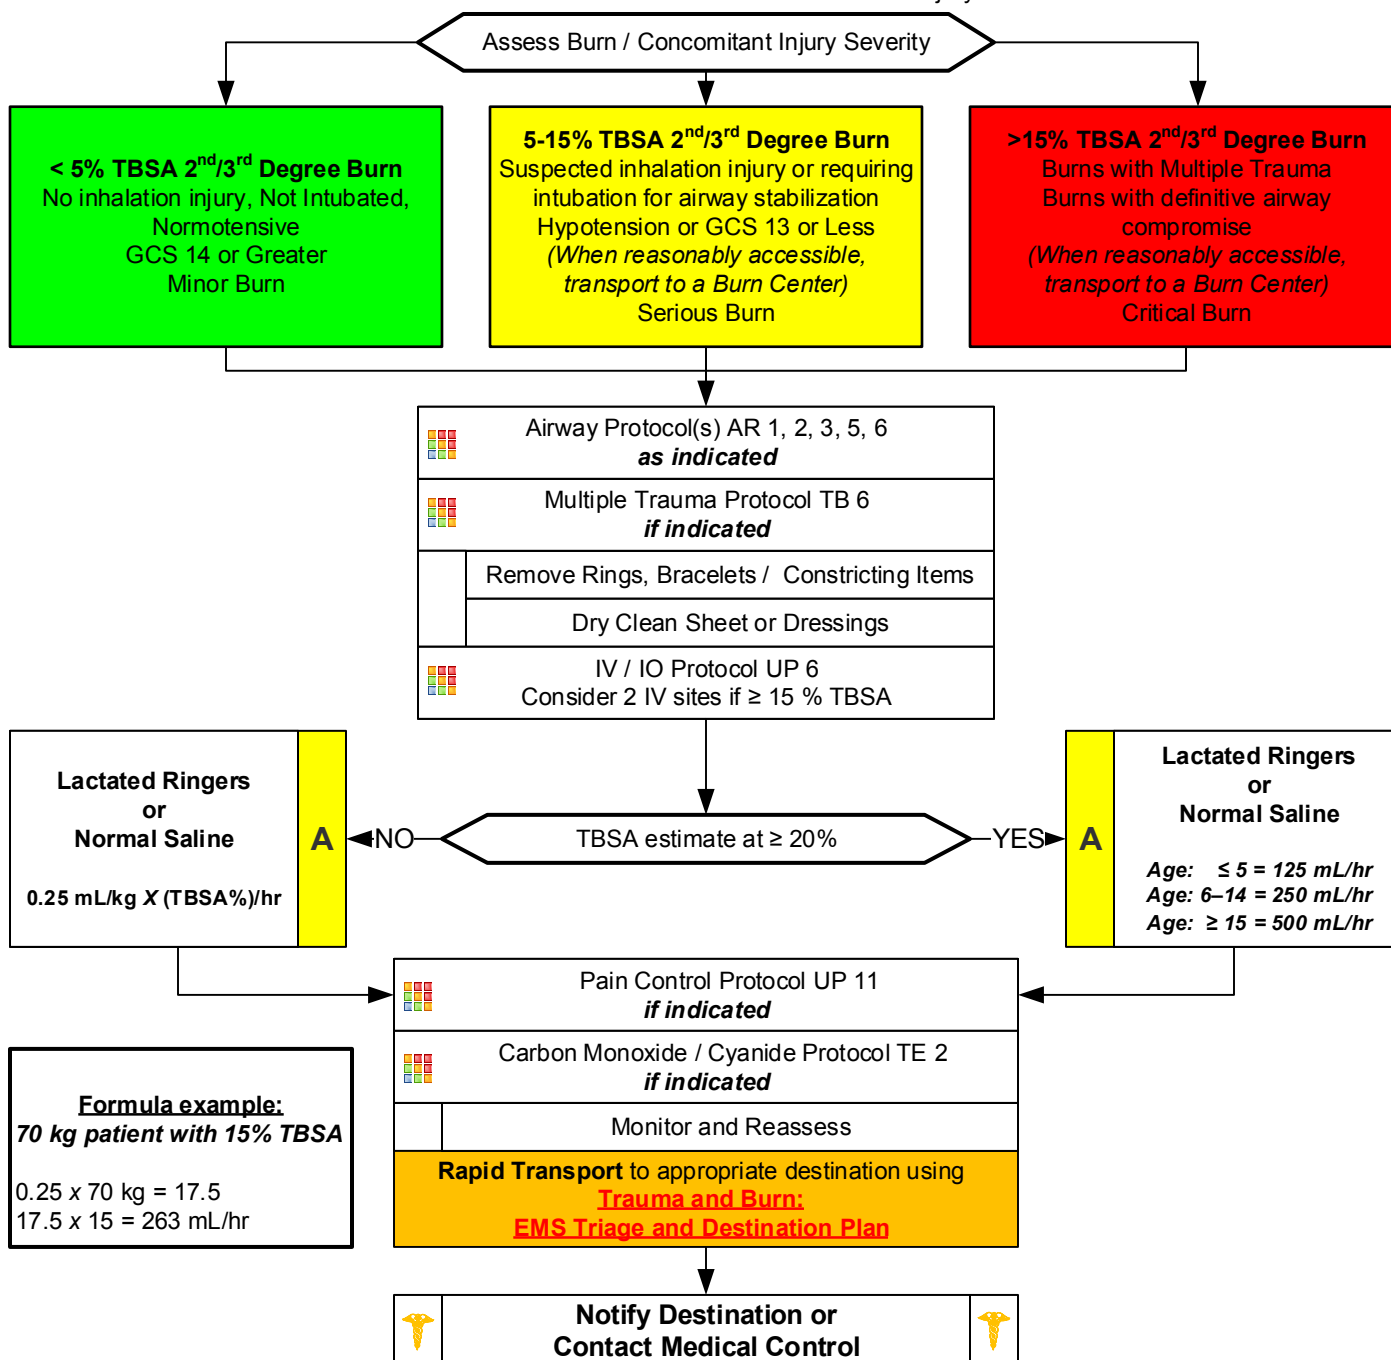 Assess Burn / Concomitant Injury Severity
< 5% TBSA 2nd/3rd Degree Burn
No inhalation injury, Not Intubated,
Normotensive
GCS 14 or Greater
Minor Burn
5-15% TBSA 2nd/3rd Degree Burn
Suspected inhalation injury or requiring
intubation for airway stabilization
Hypotension or GCS 13 or Less
(When reasonably accessible,
transport to a Burn Center)
Serious Burn
>15% TBSA 2nd/3rd Degree Burn
Burns with Multiple Trauma
Burns with definitive airway
compromise
(When reasonably accessible,
transport to a Burn Center)
Critical Burn
Airway Protocol(s) AR 1, 2, 3, 5, 6
as indicated
Multiple Trauma Protocol TB 6
if indicated
Remove Rings, Bracelets / Constricting Items
Dry Clean Sheet or Dressings
IV / IO Protocol UP 6
Consider 2 IV sites if ≥ 15 % TBSA
Lactated Ringers
or
Normal Saline
0.25 mL/kg X (TBSA%)/hr
A
NO
TBSA estimate at ≥ 20%
YES
A
Lactated Ringers
or
Normal Saline
Age: ≤ 5 = 125 mL/hr
Age: 6–14 = 250 mL/hr
Age: ≥ 15 = 500 mL/hr
Pain Control Protocol UP 11
if indicated
Carbon Monoxide / Cyanide Protocol TE 2
if indicated
Monitor and Reassess
Rapid Transport to appropriate destination using
Trauma and Burn:
EMS Triage and Destination Plan
Formula example:
70 kg patient with 15% TBSA
0.25 x 70 kg = 17.5
17.5 x 15 = 263 mL/hr
Notify Destination or
Contact Medical Control